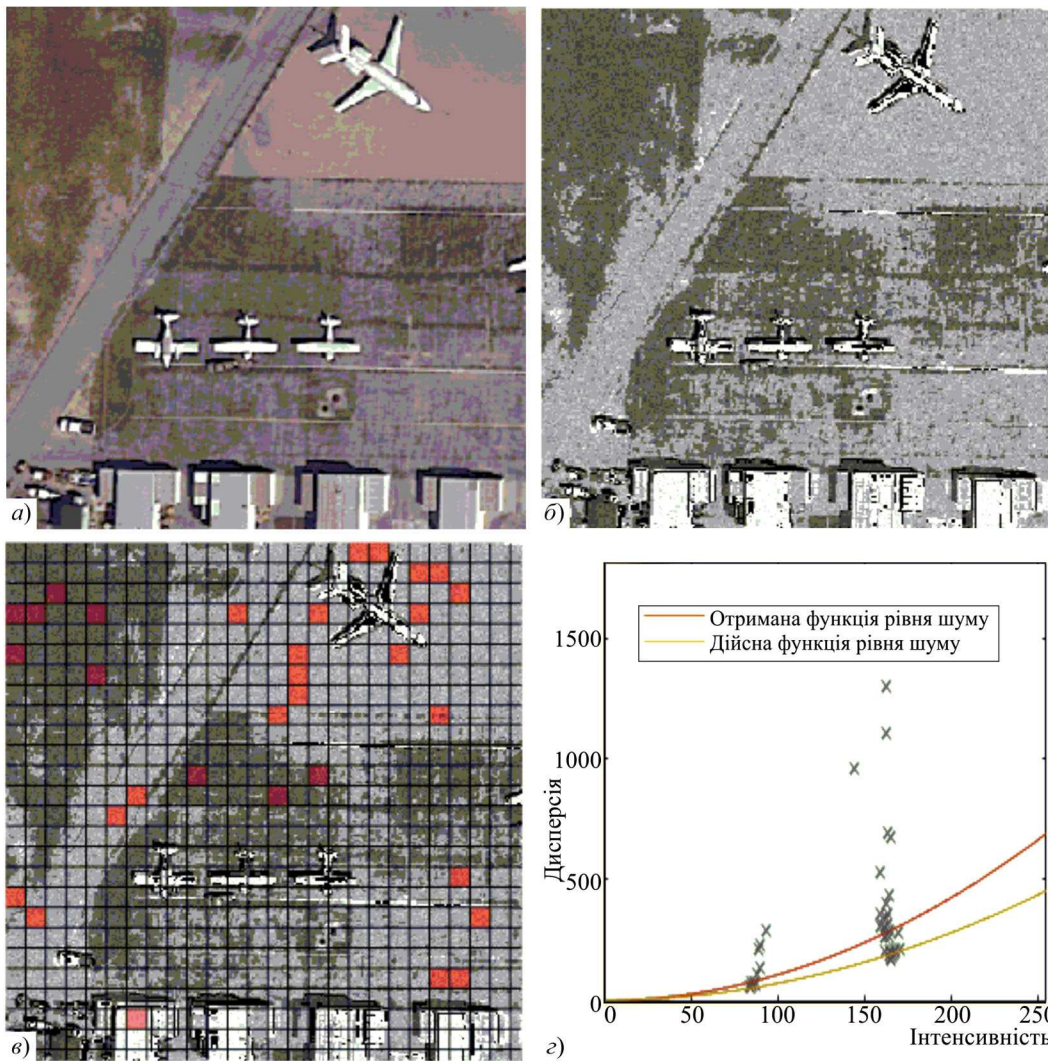 а)
б)
в)
Отримана функція рівня шуму
Дійсна функція рівня шуму
1500
1000
500
0
Дисперсія
0
50
100
150
200
250
Інтенсивність
г)